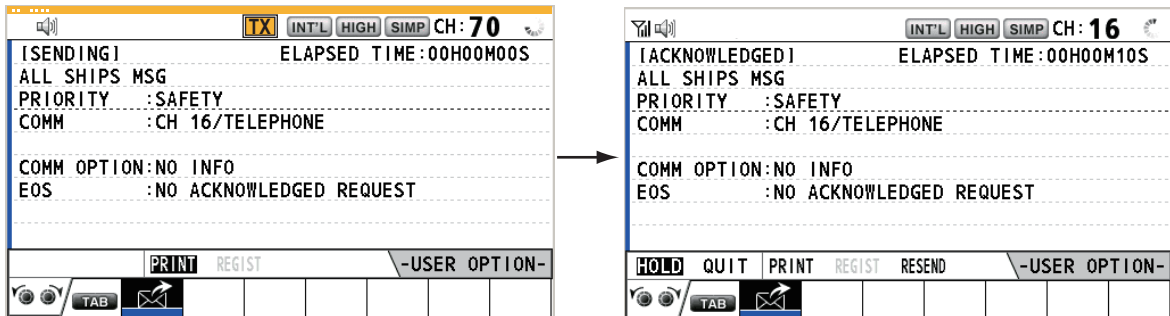 TX INT'L HIGH SIMP CH: 70
[SENDING] ELAPSED TIME:00H00M00S
ALL SHIPS MSG
PRIORITY :SAFETY
COMM :CH 16/TELEPHONE
COMM OPTION:NO INFO
EOS :NO ACKNOWLEDGED REQUEST
PRINT REGIST -USER OPTION-
TAB
INT'L HIGH SIMP CH: 16
[ACKNOWLEDGED] ELAPSED TIME:00H00M10S
ALL SHIPS MSG
PRIORITY :SAFETY
COMM :CH 16/TELEPHONE
COMM OPTION:NO INFO
EOS :NO ACKNOWLEDGED REQUEST
HOLD QUIT PRINT REGIST RESEND -USER OPTION-
TAB